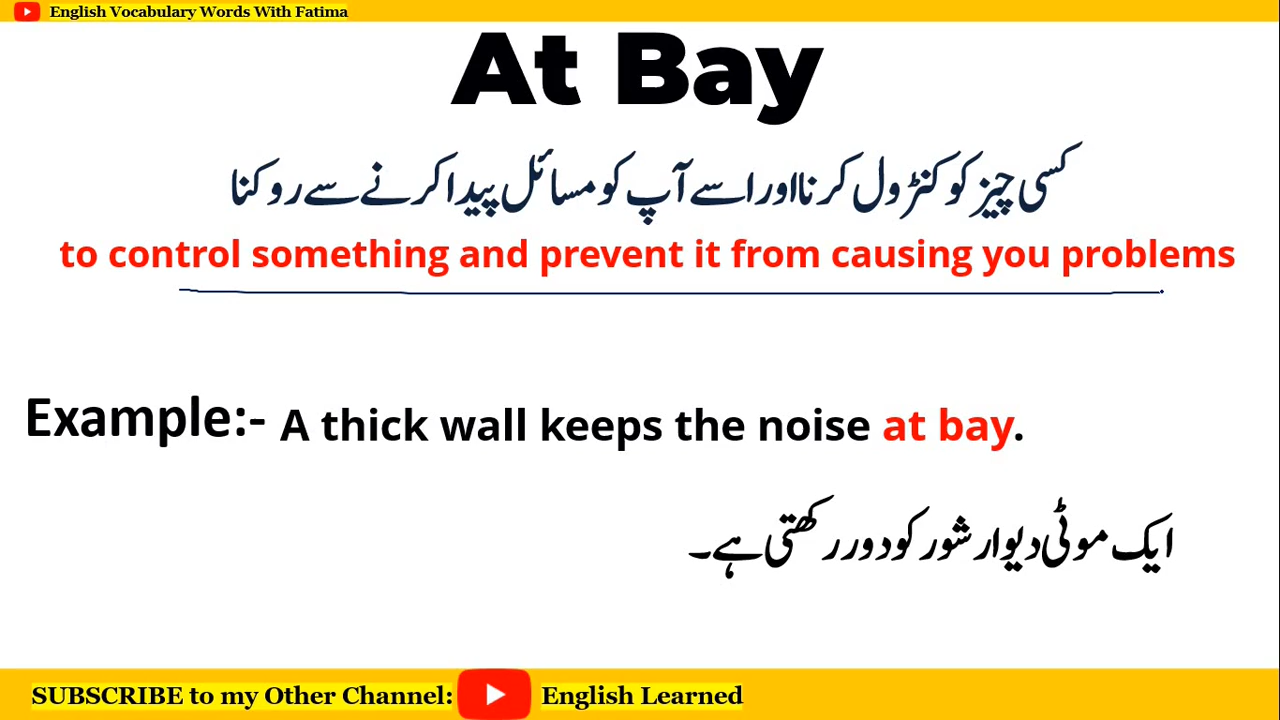 English Vocabulary Words With Fatima
At Bay
کسی چیز کو کنٹرول کرنا اور اسے آپ کو مسائل پیدا کرنے سے روکنا
to control something and prevent it from causing you problems
Example:- A thick wall keeps the noise at bay.
ایک موٹی دیوار شور کو دور رکھتی ہے۔
SUBSCRIBE to my Other Channel: English Learned